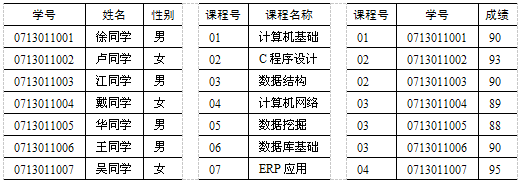 学号 姓名 性别 课程号 课程名称 课程号 学号 成绩
0713011001 徐同学 男 01 计算机基础 01 0713011001 90
0713011002 卢同学 女 02 C 程序设计 02 0713011002 93
0713011003 江同学 男 03 数据结构 02 0713011003 90
0713011004 戴同学 女 04 计算机网络 03 0713011004 89
0713011005 华同学 男 05 数据挖掘 03 0713011005 88
0713011006 王同学 男 06 数据库基础 03 0713011006 90
0713011007 吴同学 女 07 ERP 应用 04 0713011007 95